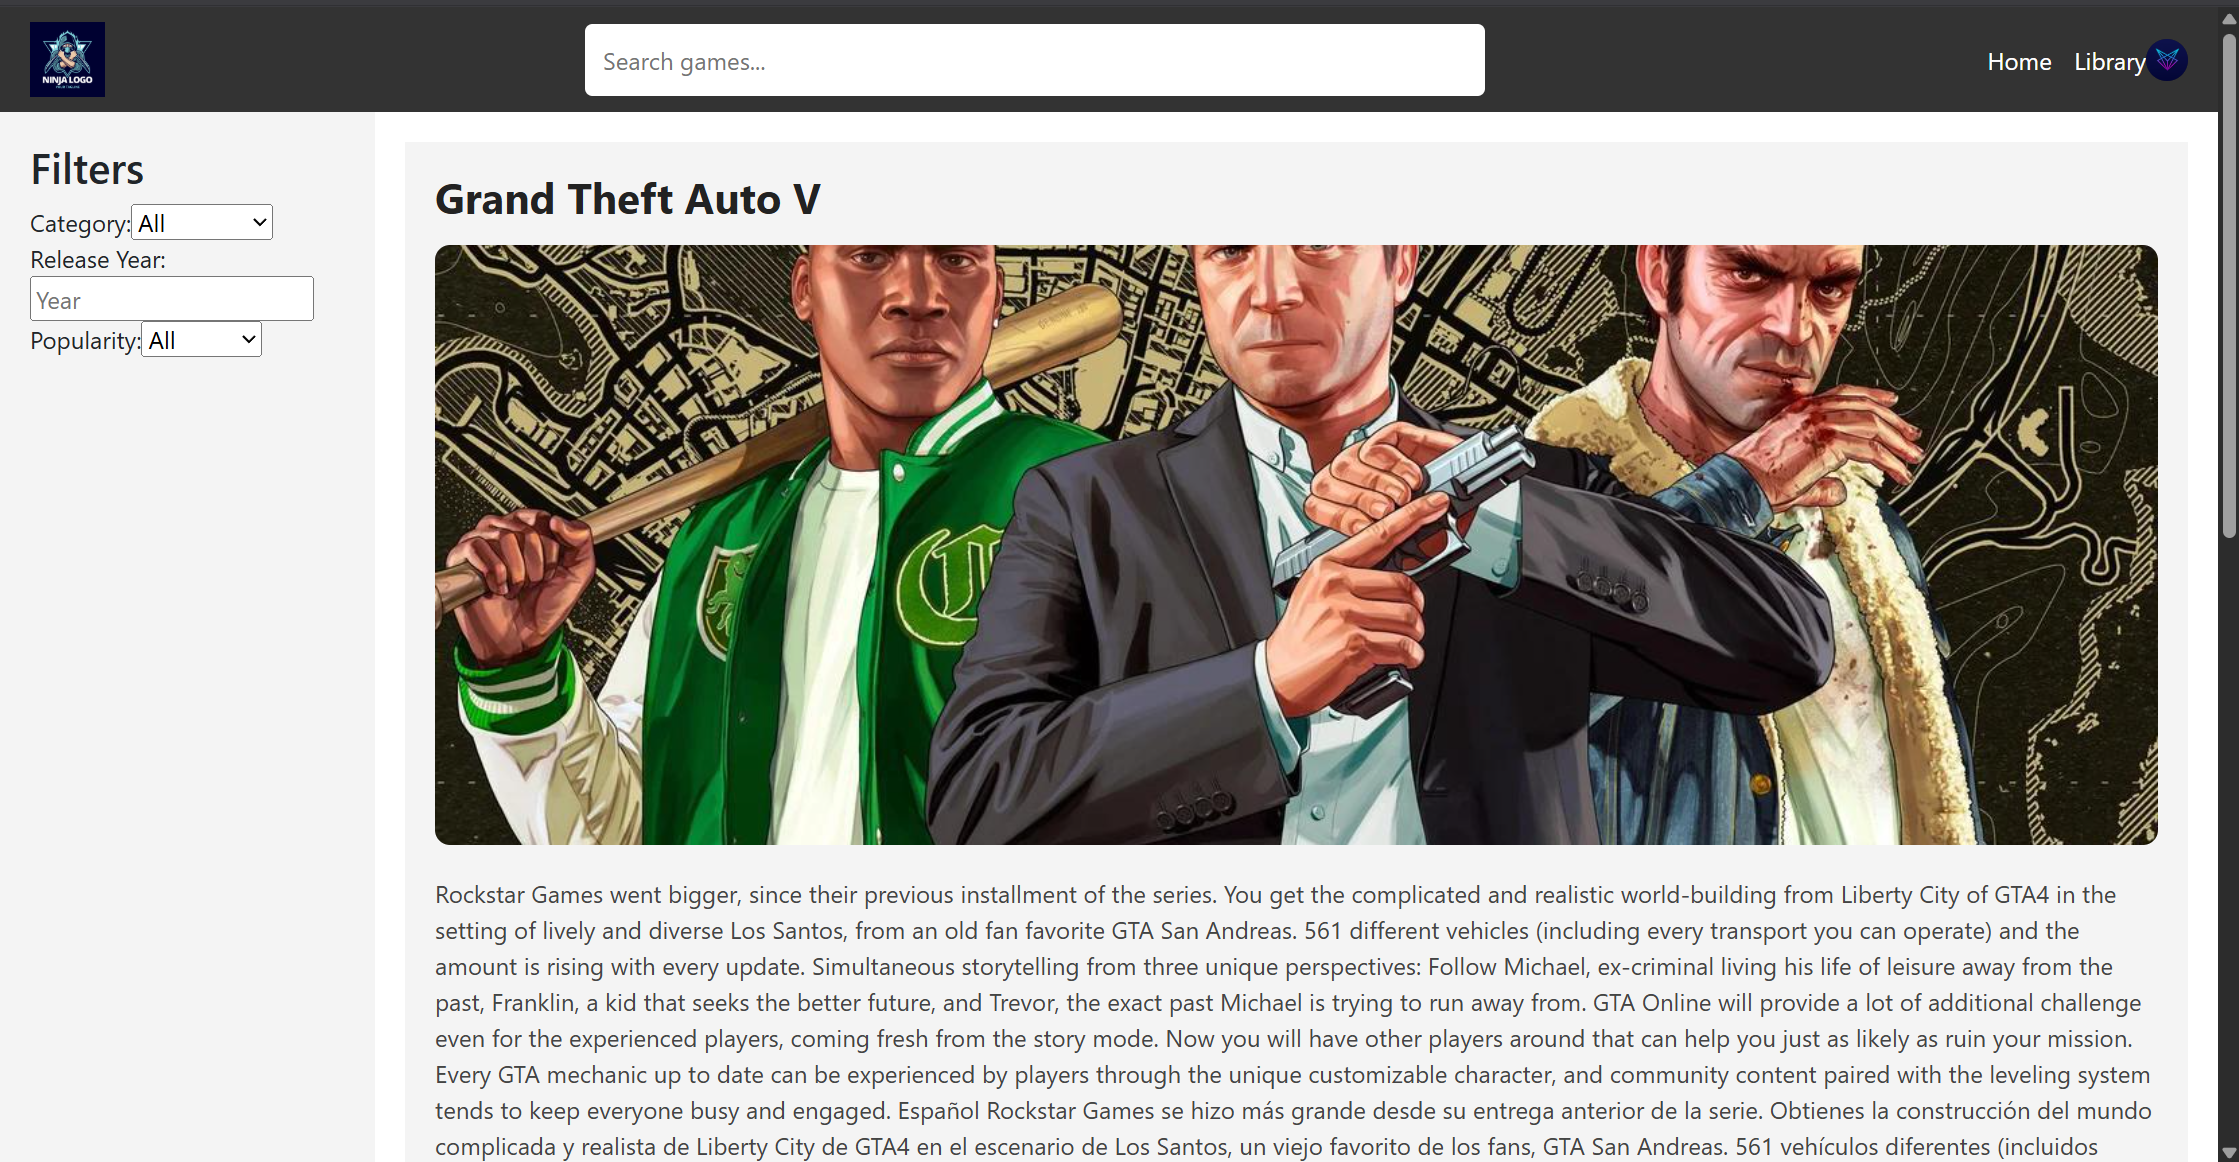 NINJA LOGO
Search games...
Home Library
Filters
Category: All
Release Year:
Year
Popularity: All
Grand Theft Auto V
Rockstar Games went bigger, since their previous installment of the series. You get the complicated and realistic world-building from Liberty City of GTA4 in the
setting of lively and diverse Los Santos, from an old fan favorite GTA San Andreas. 561 different vehicles (including every transport you can operate) and the
amount is rising with every update. Simultaneous storytelling from three unique perspectives: Follow Michael, ex-criminal living his life of leisure away from the
past, Franklin, a kid that seeks the better future, and Trevor, the exact past Michael is trying to run away from. GTA Online will provide a lot of additional challenge
even for the experienced players, coming fresh from the story mode. Now you will have other players around that can help you just as likely as ruin your mission.
Every GTA mechanic up to date can be experienced by players through the unique customizable character, and community content paired with the leveling system
tends to keep everyone busy and engaged. Español Rockstar Games se hizo más grande desde su entrega anterior de la serie. Obtienes la construcción del mundo
complicada y realista de Liberty City de GTA4 en el escenario de Los Santos, un viejo favorito de los fans, GTA San Andreas. 561 vehículos diferentes (incluidos